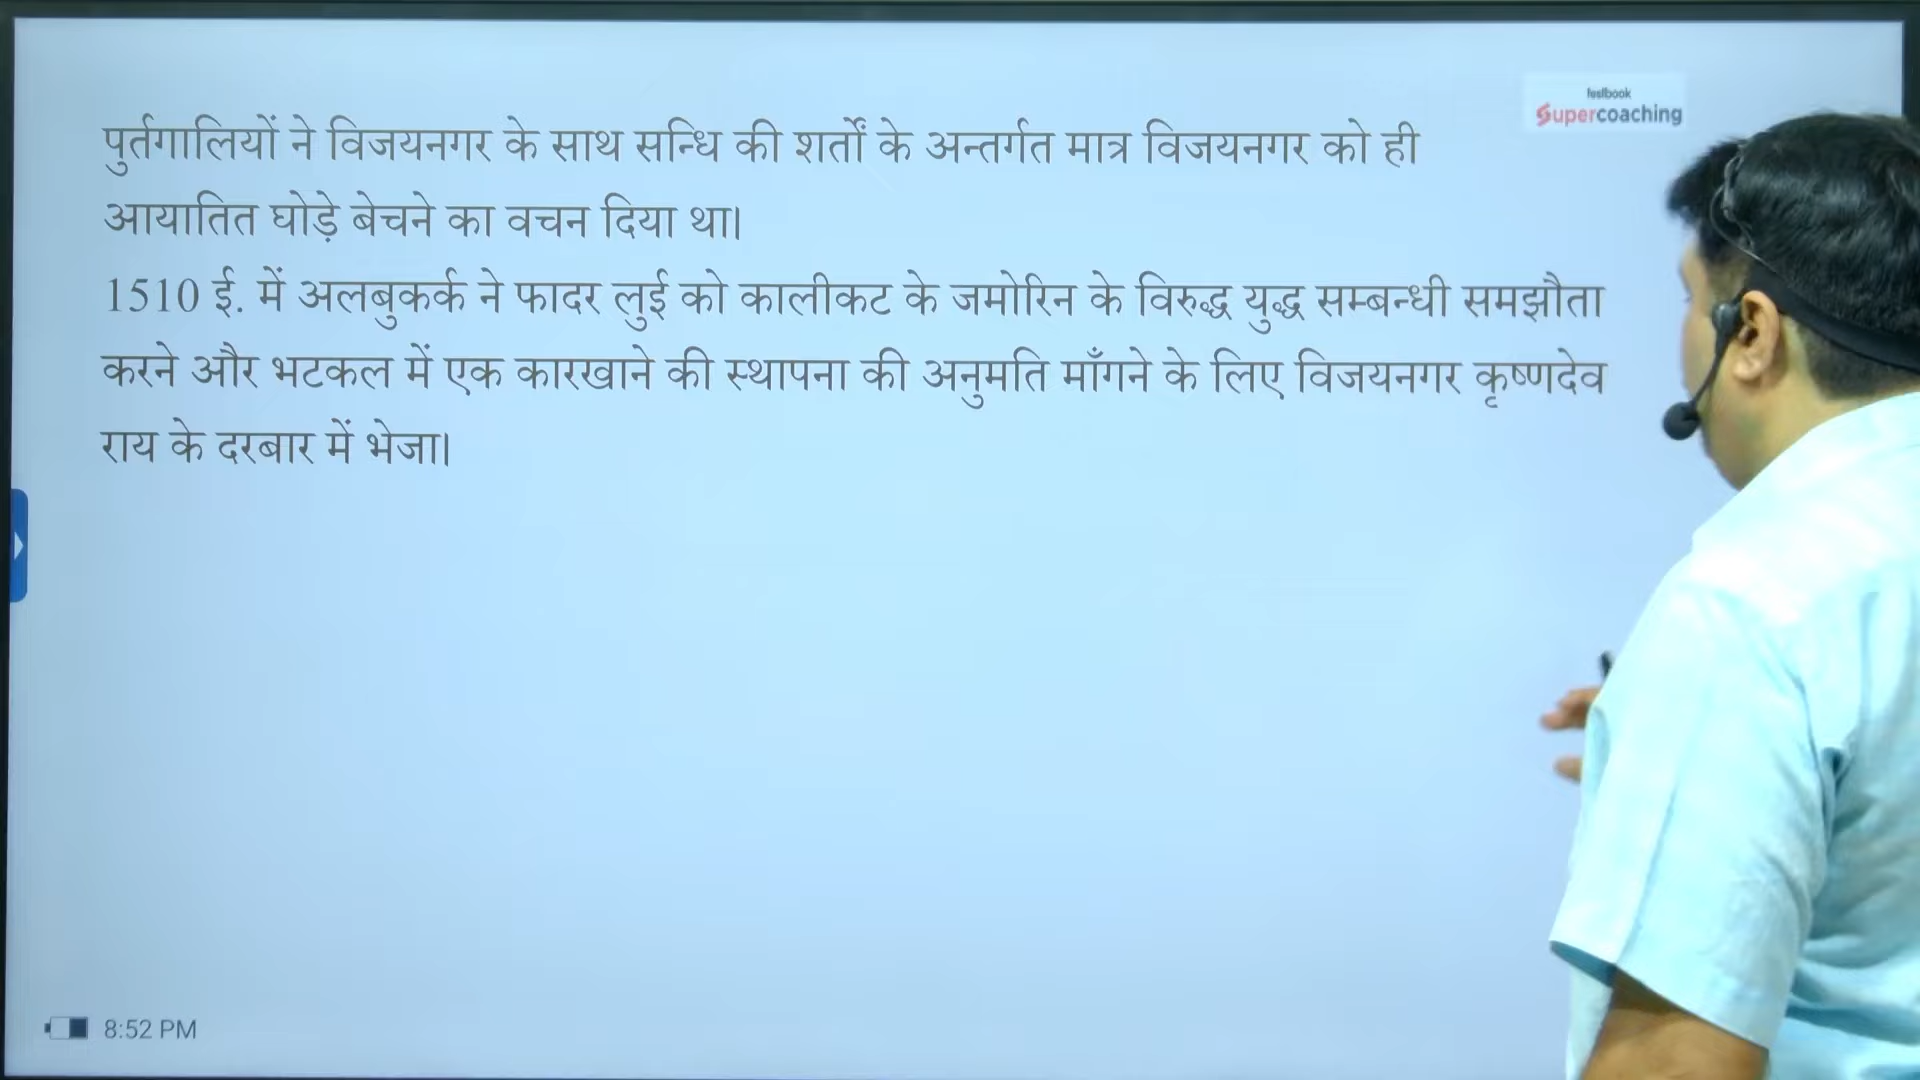 testbook
Supercoaching
पुर्तगालियों ने विजयनगर के साथ सन्धि की शर्तों के अन्तर्गत मात्र विजयनगर को ही
आयातित घोड़े बेचने का वचन दिया था।
1510 ई. में अलबुकर्क ने फादर लुई को कालीकट के जमोरिन के विरुद्ध युद्ध सम्बन्धी समझौता
करने और भटकल में एक कारखाने की स्थापना की अनुमति माँगने के लिए विजयनगर कृष्णदेव
राय के दरबार में भेजा।
8:52 PM